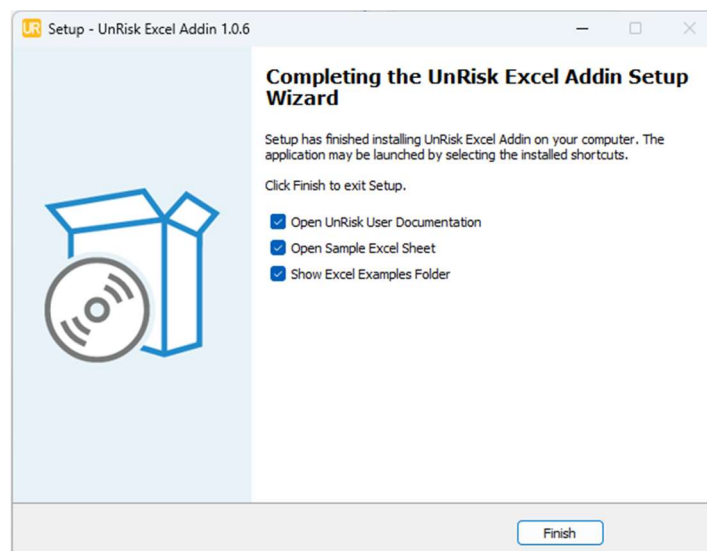 UR Setup - UnRisk Excel Addin 1.0.6
Completing the UnRisk Excel Addin Setup
Wizard
Setup has finished installing UnRisk Excel Addin on your computer. The
application may be launched by selecting the installed shortcuts.
Click Finish to exit Setup.
Open UnRisk User Documentation
Open Sample Excel Sheet
Show Excel Examples Folder
Finish